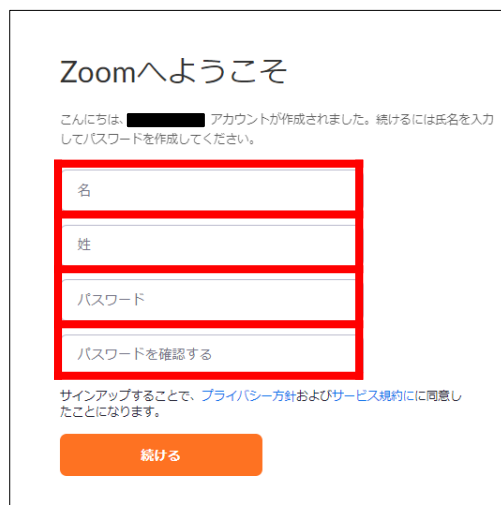 Zoomへようこそ
こんにちは、 アカウントが作成されました。続けるには氏名を入力
してパスワードを作成してください。
名
姓
パスワード
パスワードを確認する
サインアップすることで、プライバシー方針およびサービス規約にに同意し
たことになります。
続ける